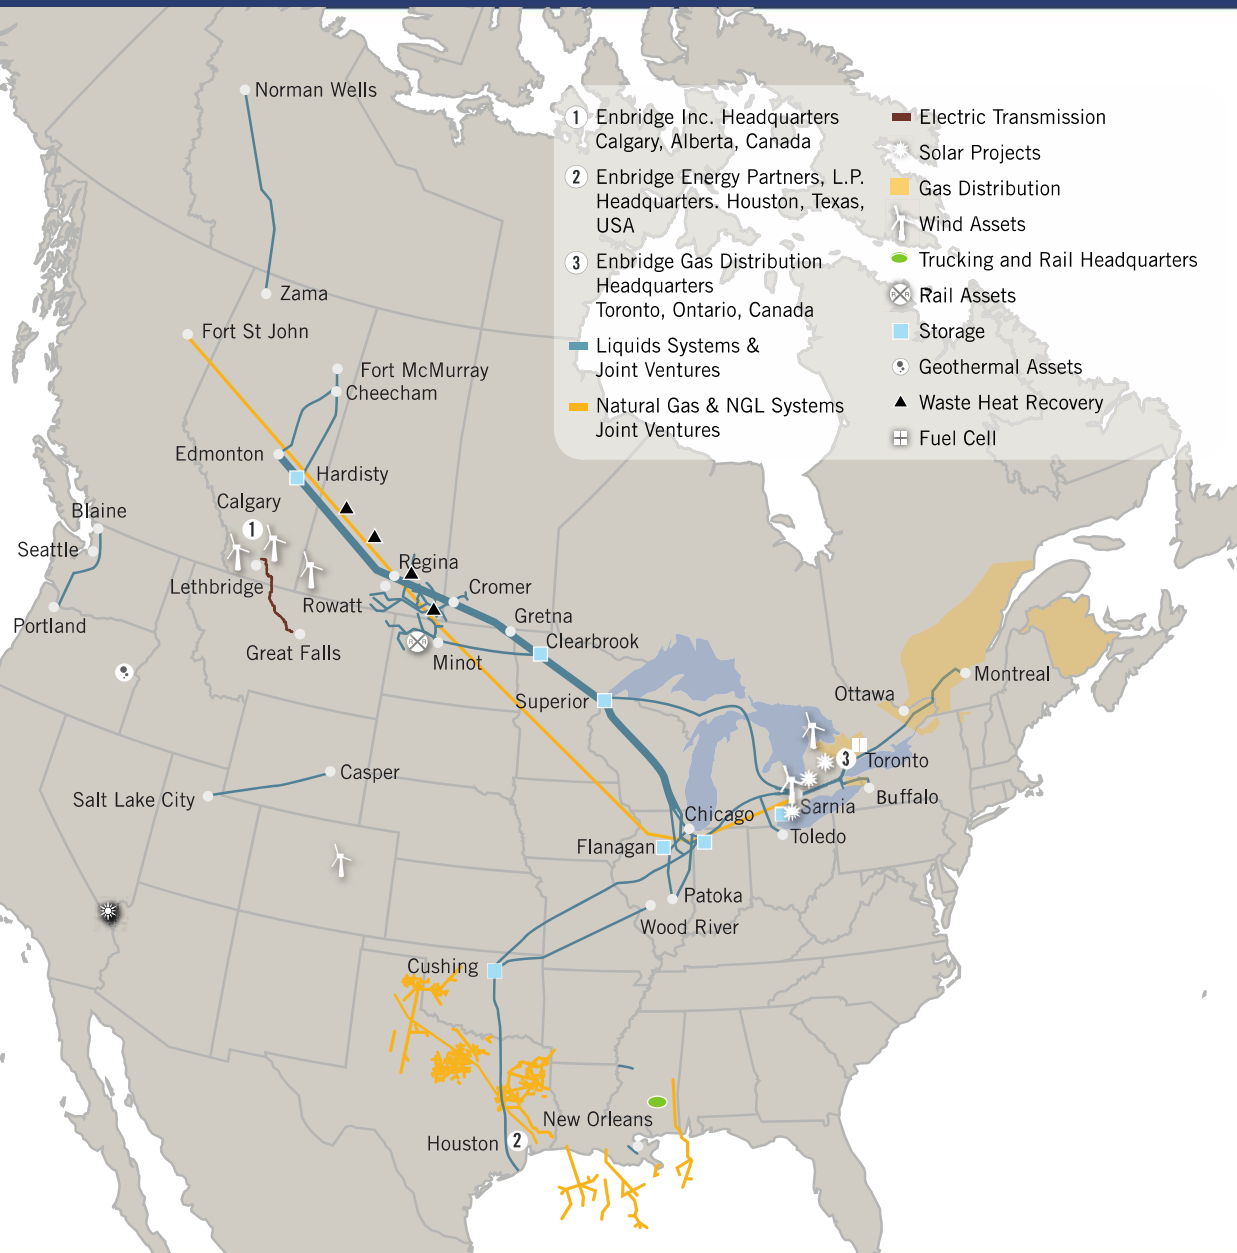 Norman Wells
1 Enbridge Inc. Headquarters
Calgary, Alberta, Canada
2 Enbridge Energy Partners, L.P.
Headquarters. Houston, Texas,
USA
3 Enbridge Gas Distribution
Headquarters
Toronto, Ontario, Canada
Liquids Systems &
Joint Ventures
Natural Gas & NGL Systems
Joint Ventures
Electric Transmission
Solar Projects
Gas Distribution
Wind Assets
Trucking and Rail Headquarters
R R Rail Assets
Storage
Geothermal Assets
Waste Heat Recovery
Fuel Cell
Zama
Fort St John
Fort McMurray
Cheecham
Edmonton
Hardisty
Calgary
1
Blaine
Seattle
Regina
Lethbridge
Cromer
Rowatt
Gretna
Portland
Clearbrook
Great Falls
R R
Minot
Montreal
Ottawa
Superior
3
Toronto
Casper
Salt Lake City
Buffalo
Sarnia
Chicago
Toledo
Flanagan
Patoka
Wood River
Cushing
New Orleans
Houston 2